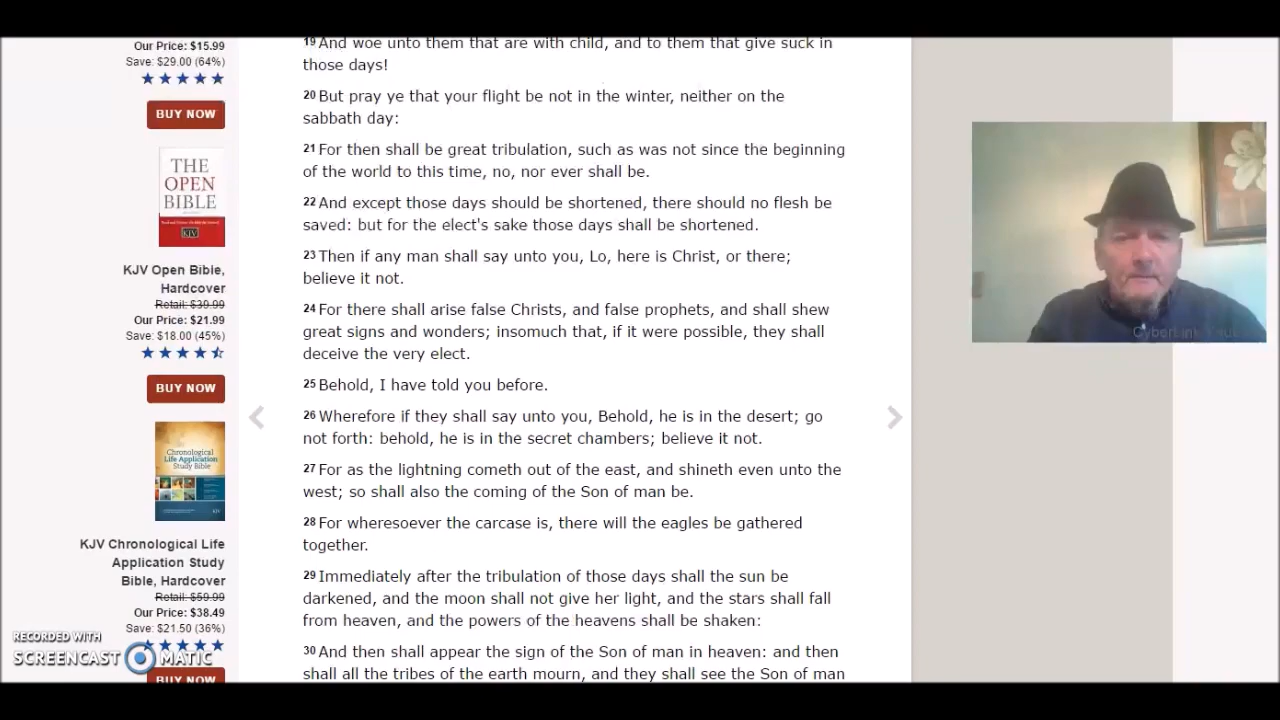 Our Price: $15.99
Save: $29.00 (64%)
BUY NOW
THE
OPEN
BIBLE
KJV
KJV Open Bible,
Hardcover
Retail: $39.99
Our Price: $21.99
Save: $18.00 (45%)
BUY NOW
Chronological
Life Application
Study Bible
KJV
KJV Chronological Life
Application Study
Bible, Hardcover
Retail: $59.99
Our Price: $38.49
Save: $21.50 (36%)
BUY NOW
RECORDED WITH
SCREENCAST MATIC
19 And woe unto them that are with child, and to them that give suck in
those days!
20 But pray ye that your flight be not in the winter, neither on the
sabbath day:
21 For then shall be great tribulation, such as was not since the beginning
of the world to this time, no, nor ever shall be.
22 And except those days should be shortened, there should no flesh be
saved: but for the elect's sake those days shall be shortened.
23 Then if any man shall say unto you, Lo, here is Christ, or there;
believe it not.
24 For there shall arise false Christs, and false prophets, and shall shew
great signs and wonders; insomuch that, if it were possible, they shall
deceive the very elect.
25 Behold, I have told you before.
26 Wherefore if they shall say unto you, Behold, he is in the desert; go
not forth: behold, he is in the secret chambers; believe it not.
27 For as the lightning cometh out of the east, and shineth even unto the
west; so shall also the coming of the Son of man be.
28 For wheresoever the carcase is, there will the eagles be gathered
together.
29 Immediately after the tribulation of those days shall the sun be
darkened, and the moon shall not give her light, and the stars shall fall
from heaven, and the powers of the heavens shall be shaken:
30 And then shall appear the sign of the Son of man in heaven: and then
shall all the tribes of the earth mourn, and they shall see the Son of man